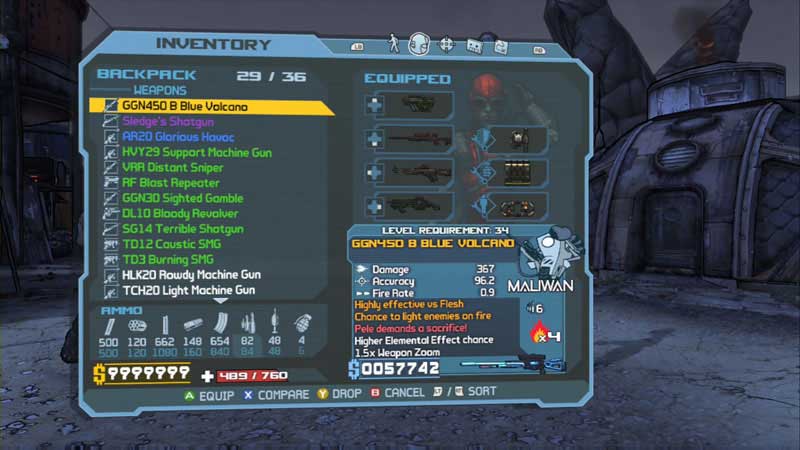 INVENTORY
LB
RB
BACKPACK 29 / 36
WEAPONS
GGN450 B Blue Volcano
Sledge's Shotgun
AR20 Glorious Havoc
HVY29 Support Machine Gun
VRR Distant Sniper
RF Blast Repeater
GGN30 Sighted Gamble
DL10 Bloody Revolver
SG14 Terrible Shotgun
TD12 Caustic SMG
TD3 Burning SMG
HLK20 Rowdy Machine Gun
TCH20 Light Machine Gun
AMMO
500 120 662 148 654 82 48 4
500 120 1080 160 840 84 48 6
$9999999
489 / 760
EQUIPPED
LEVEL REQUIREMENT: 34
GGN450 B BLUE VOLCANO
Damage 367
Accuracy 96.2
Fire Rate 0.9
MALIWAN
Highly effective vs Flesh
Chance to light enemies on fire
Pele demands a sacrifice!
Higher Elemental Effect chance
1.5x Weapon Zoom
6
x4
$0057742
A EQUIP X COMPARE Y DROP B CANCEL LT / RT SORT